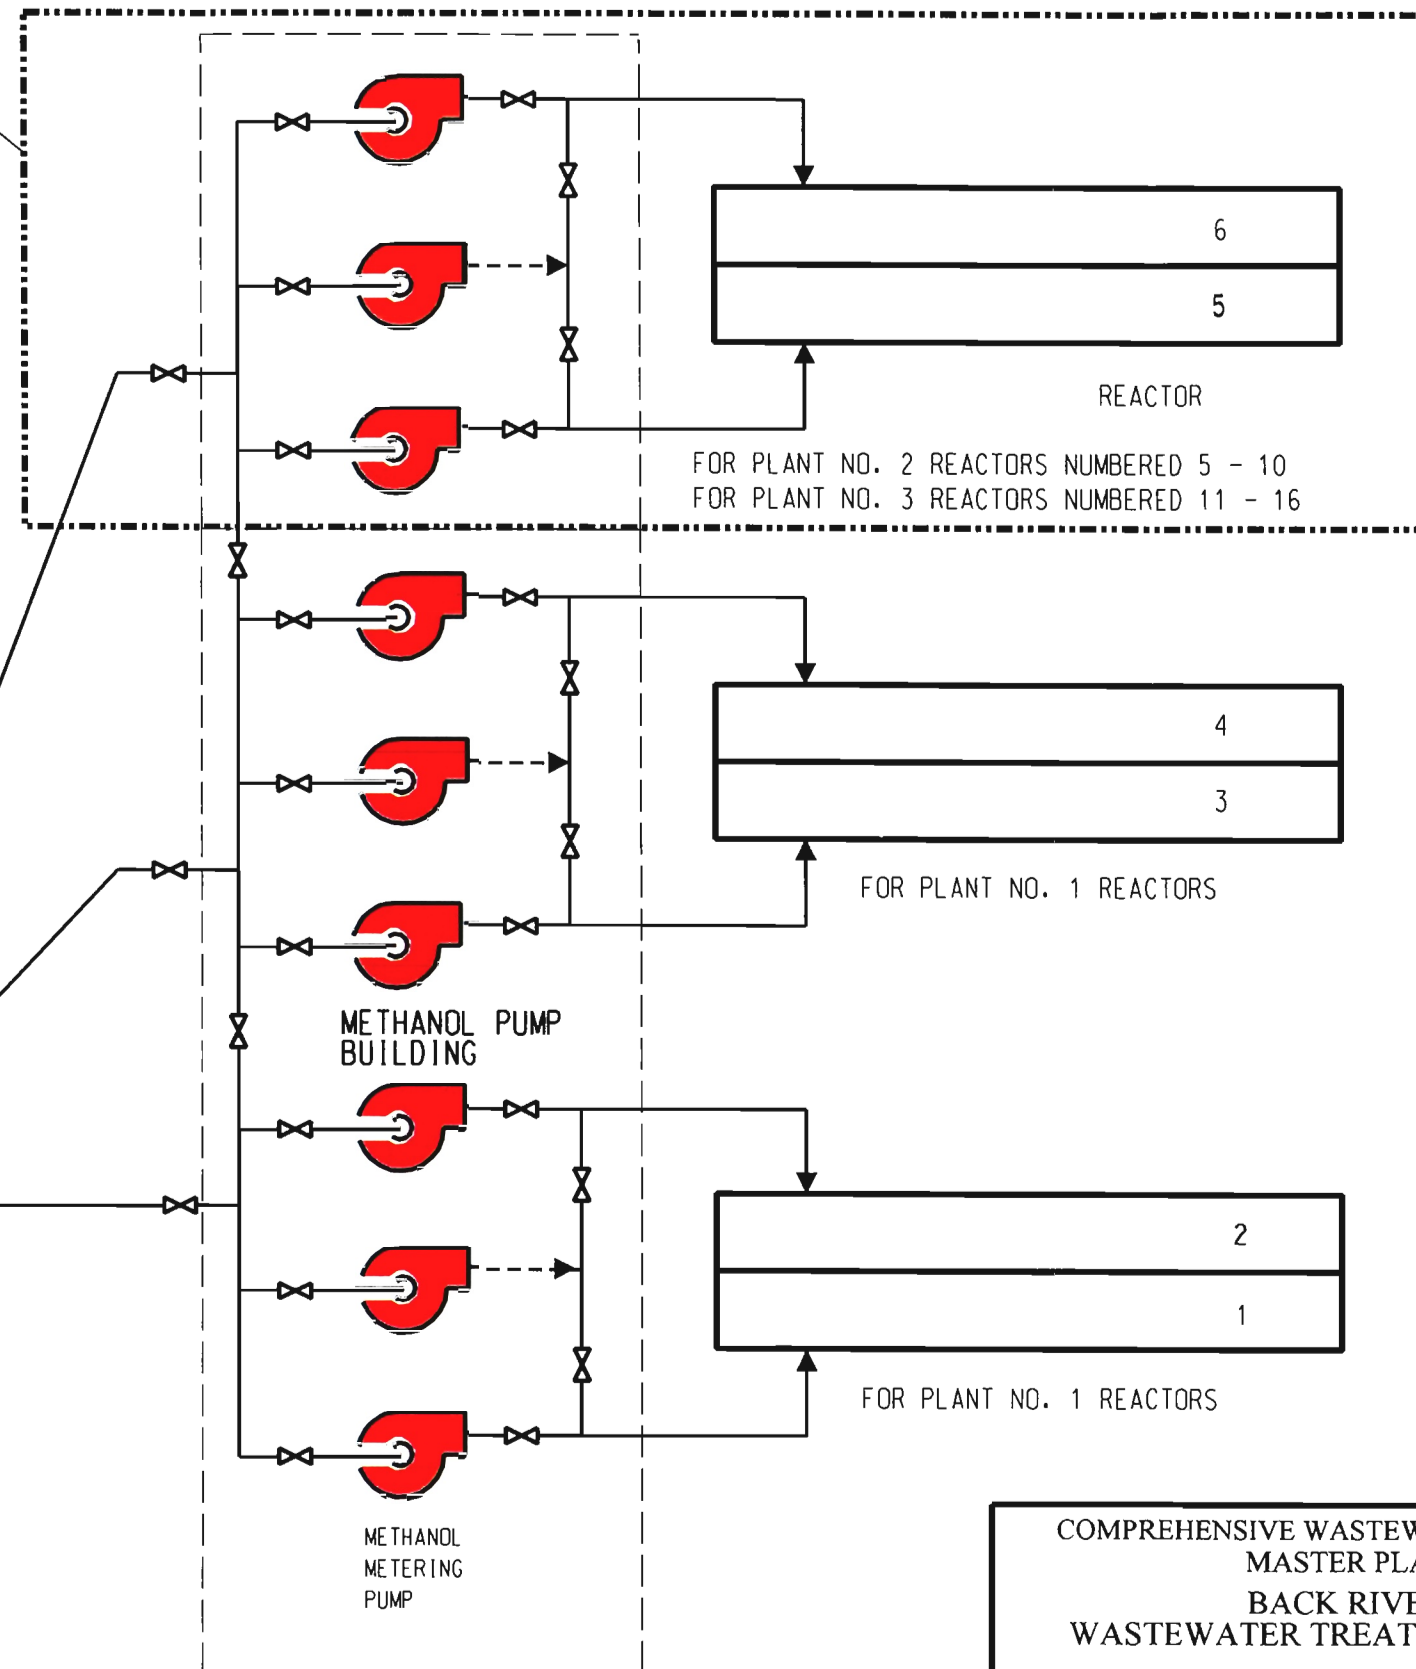 6
5
REACTOR
FOR PLANT NO. 2 REACTORS NUMBERED 5 - 10
FOR PLANT NO. 3 REACTORS NUMBERED 11 - 16
4
3
FOR PLANT NO. 1 REACTORS
METHANOL PUMP
BUILDING
2
1
FOR PLANT NO. 1 REACTORS
METHANOL
METERING
PUMP
COMPREHENSIVE WASTEW
MASTER PLA
BACK RIVE
WASTEWATER TREAT